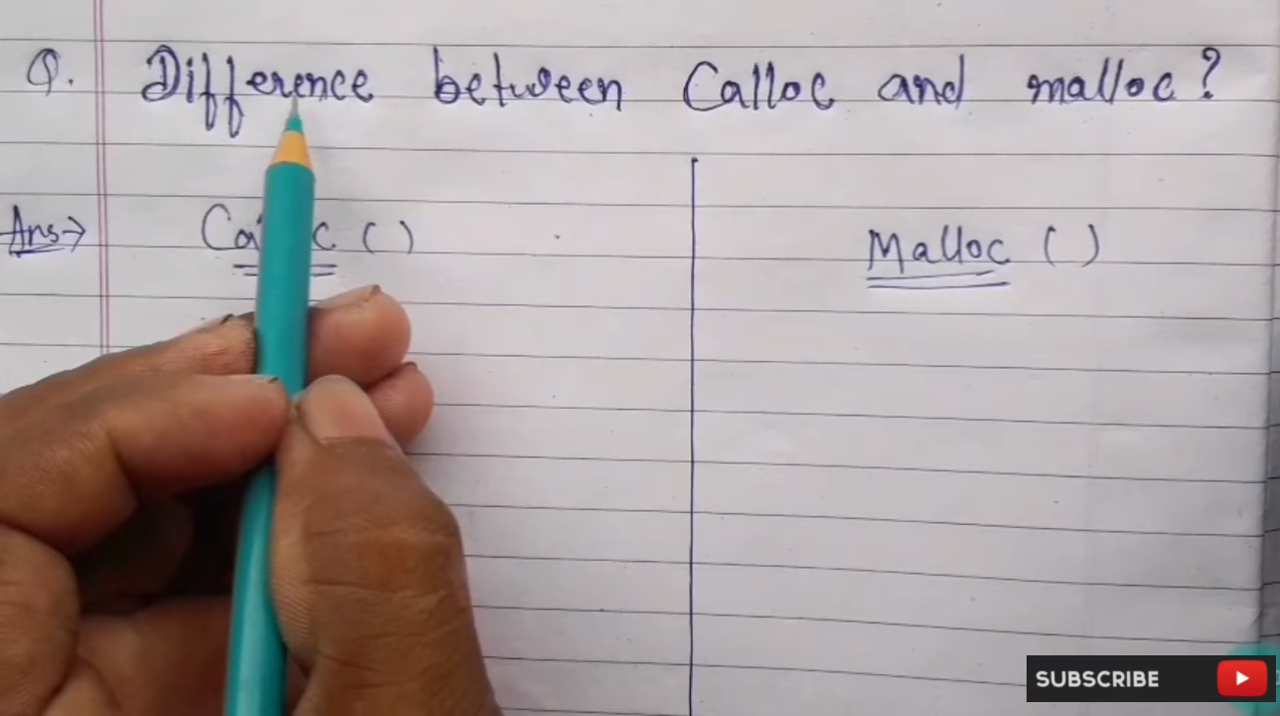 Q. Difference between Calloc and malloc?
Ans→ () Malloc ()
SUBSCRIBE